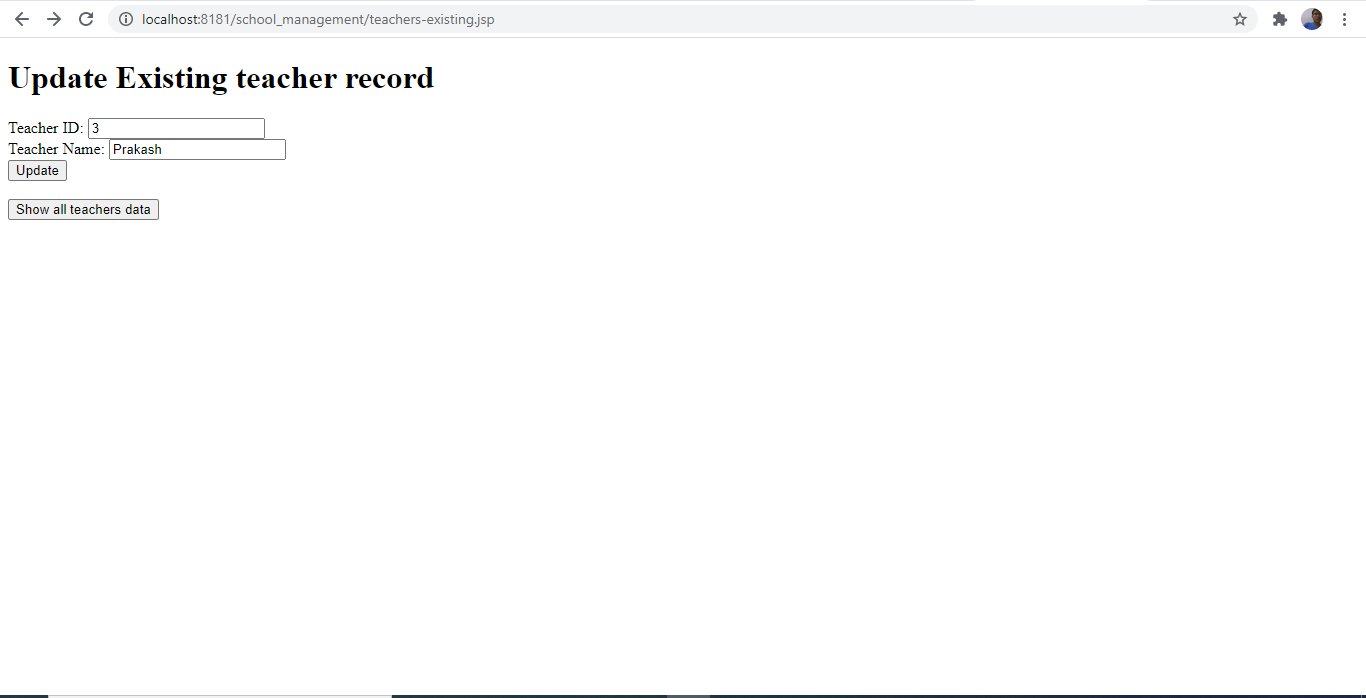 localhost:8181/school_management/teachers-existing.jsp
Update Existing teacher record
Teacher ID: 3
Teacher Name: Prakash
Update
Show all teachers data